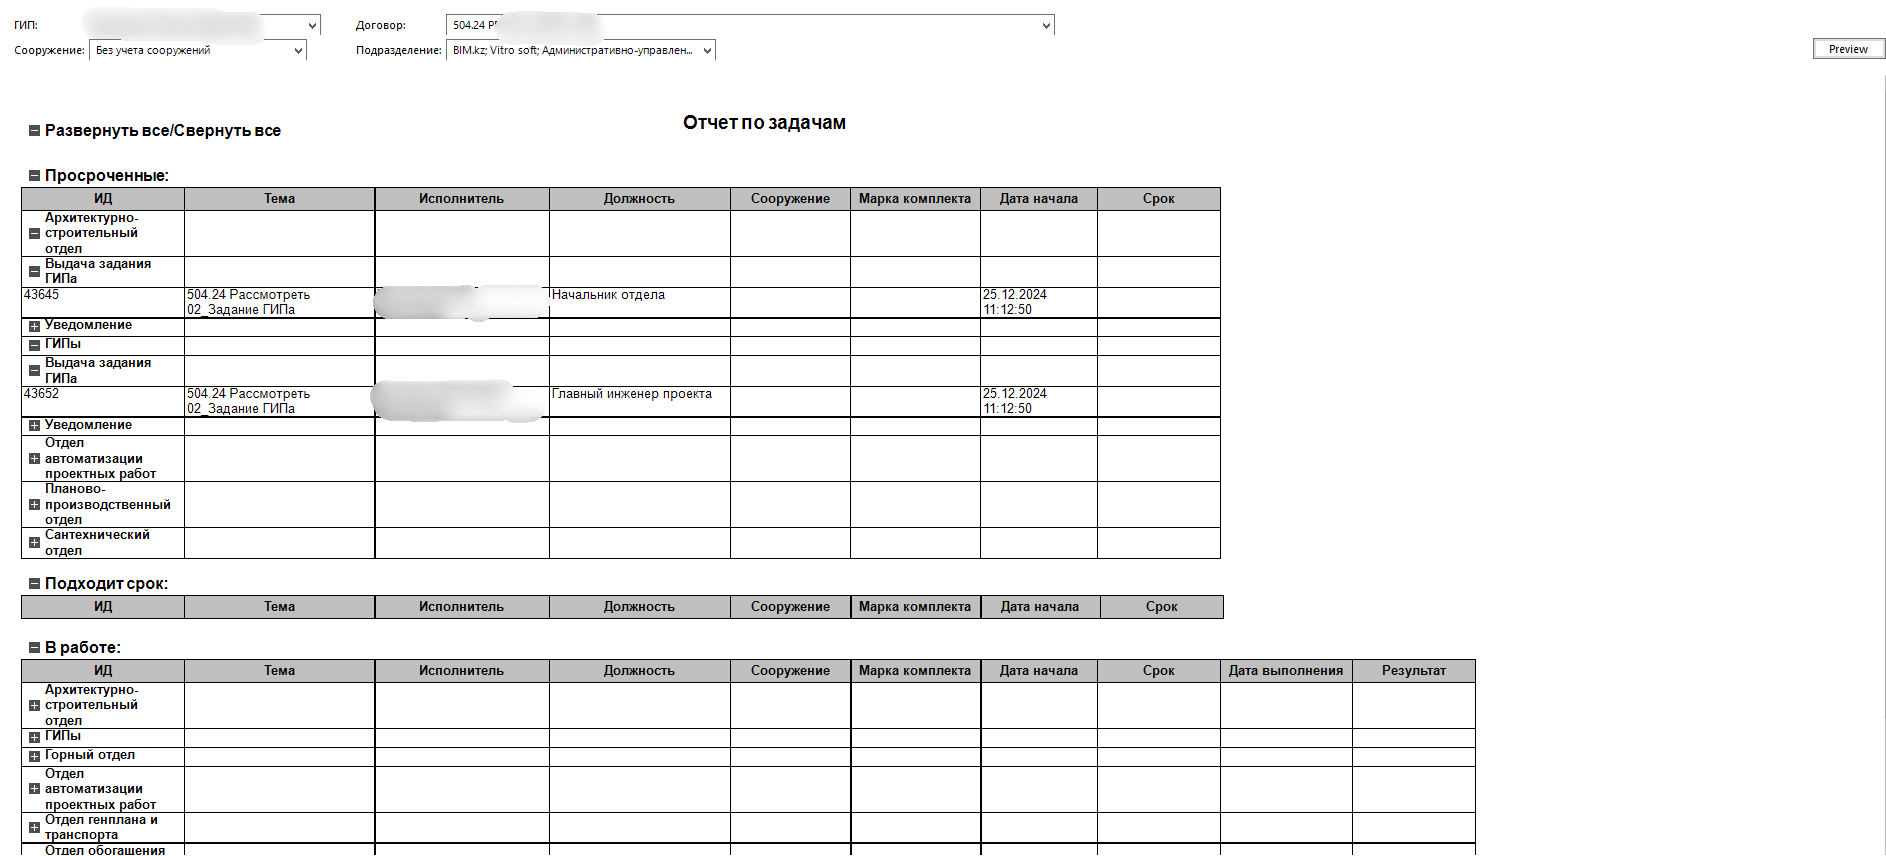 ГИП:
Договор: 504.24
Сооружение: Без учета сооружений
Подразделение: BIM.kz; Vitro soft; Административно-управлен...
Preview
Отчет по задачам
Развернуть все/Свернуть все
Просроченные:
ИД Тема Исполнитель Должность Сооружение Марка комплекта Дата начала Срок
Архитектурно-
строительный
отдел
Выдача задания
ГИПа
43645 504.24 Рассмотреть Начальник отдела 25.12.2024
02_Задание ГИПа 11:12:50
Уведомление
ГИПы
Выдача задания
ГИПа
43652 504.24 Рассмотреть Главный инженер проекта 25.12.2024
02_Задание ГИПа 11:12:50
Уведомление
Отдел
автоматизации
проектных работ
Планово-
производственный
отдел
Сантехнический
отдел
Подходит срок:
ИД Тема Исполнитель Должность Сооружение Марка комплекта Дата начала Срок
В работе:
ИД Тема Исполнитель Должность Сооружение Марка комплекта Дата начала Срок Дата выполнения Результат
Архитектурно-
строительный
отдел
ГИПы
Горный отдел
Отдел
автоматизации
проектных работ
Отдел генплана и
транспорта
Отдел обогащения